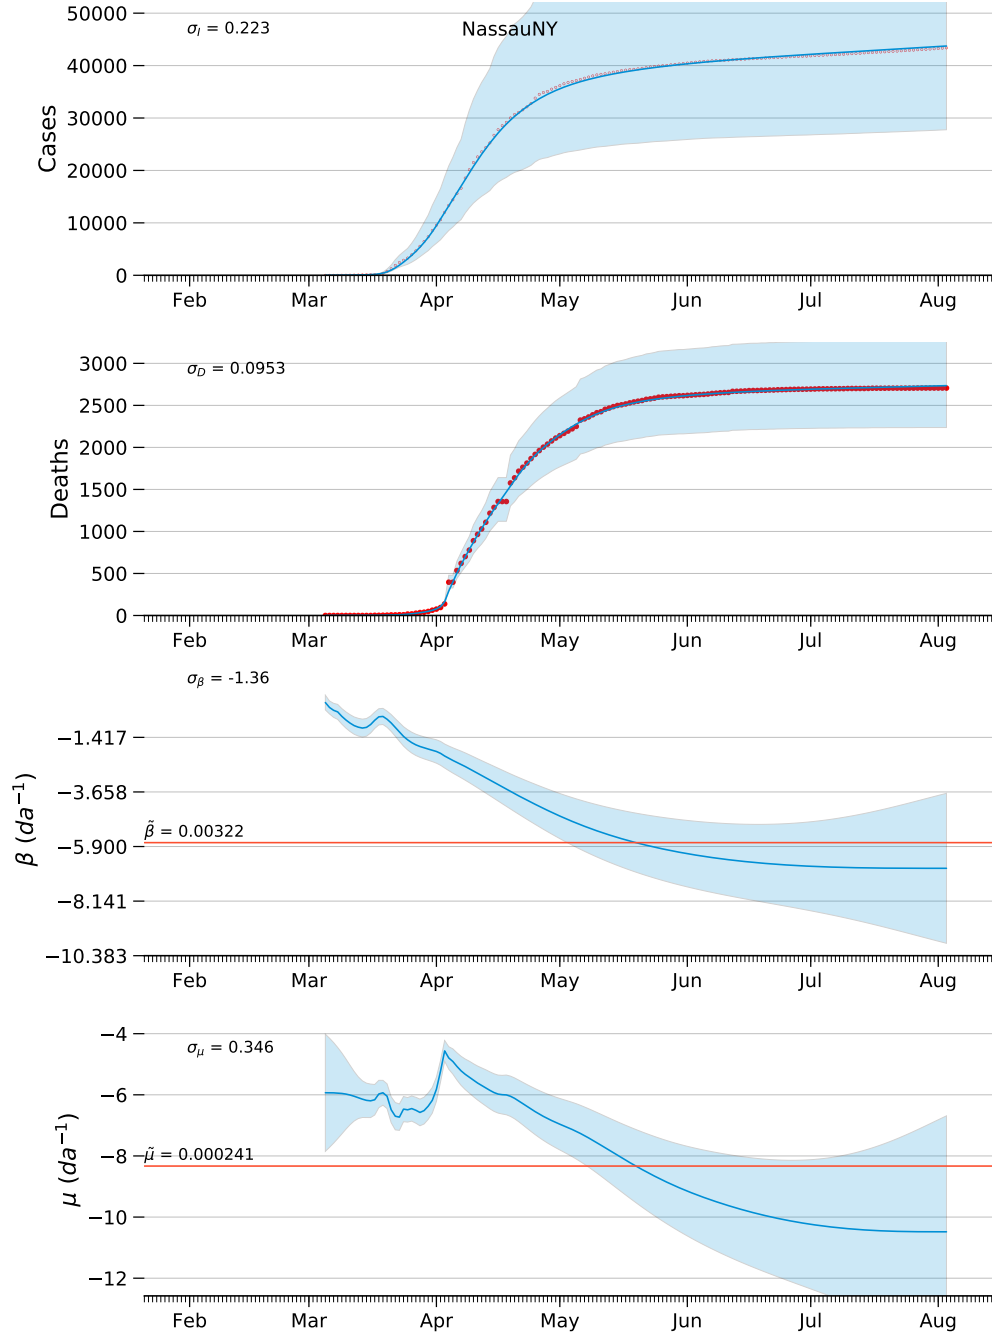 σI = 0.223
NassauNY
50000
40000
30000
20000
10000
0
Cases
Feb Mar Apr May Jun Jul Aug
σD = 0.0953
3000
2500
2000
1500
1000
500
0
Deaths
Feb Mar Apr May Jun Jul Aug
σβ = -1.36
−1.417
−3.658
β̃ = 0.00322
−5.900
−8.141
−10.383
β (da⁻¹)
Feb Mar Apr May Jun Jul Aug
−4
σμ = 0.346
−6
μ̃ = 0.000241
−8
−10
−12
μ (da⁻¹)
Feb Mar Apr May Jun Jul Aug